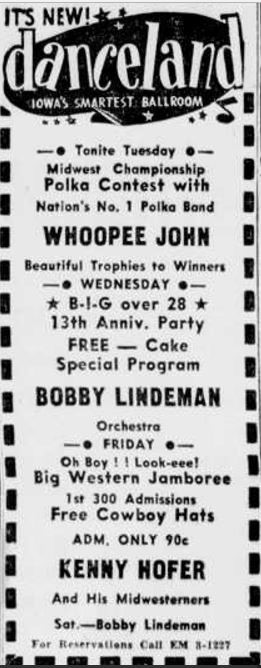 IT'S NEW!
danceland
IOWA'S SMARTEST BALLROOM
Tonite Tuesday
Midwest Championship
Polka Contest with
Nation's No. 1 Polka Band
WHOOPEE JOHN
Beautiful Trophies to Winners
WEDNESDAY
★ B-I-G over 28 ★
13th Anniv. Party
FREE — Cake
Special Program
BOBBY LINDEMAN
Orchestra
FRIDAY
Oh Boy ! ! Look-eee!
Big Western Jamboree
1st 300 Admissions
Free Cowboy Hats
ADM. ONLY 90c
KENNY HOFER
And His Midwesterners
Sat.—Bobby Lindeman
For Reservations Call EM 3-1227